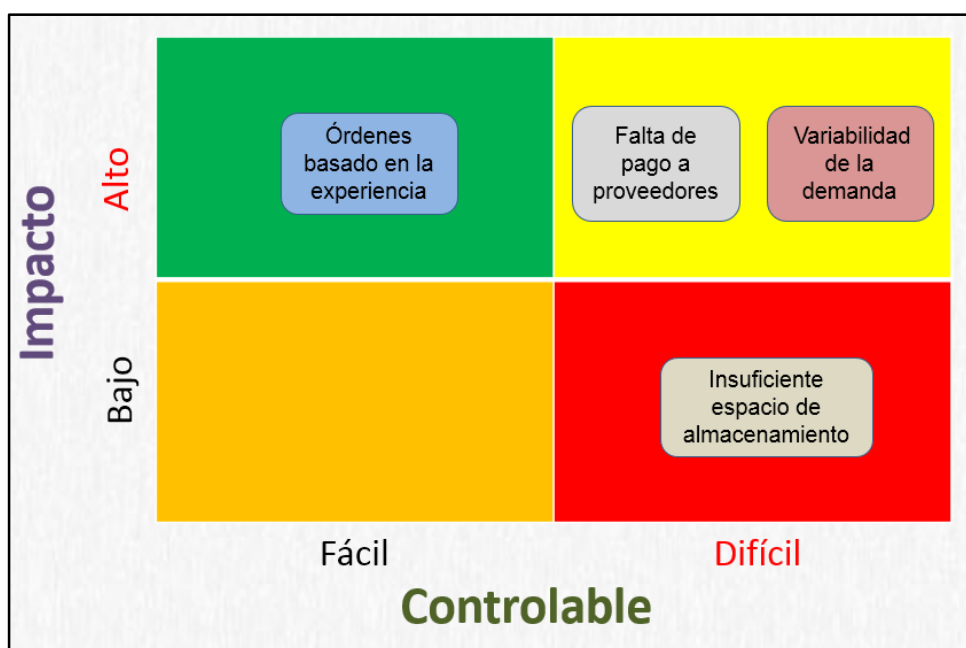 Impacto
Alto
Órdenes
basado en la
experiencia
Falta de
pago a
proveedores
Variabilidad
de la
demanda
Bajo
Insuficiente
espacio de
almacenamiento
Fácil
Difícil
Controlable